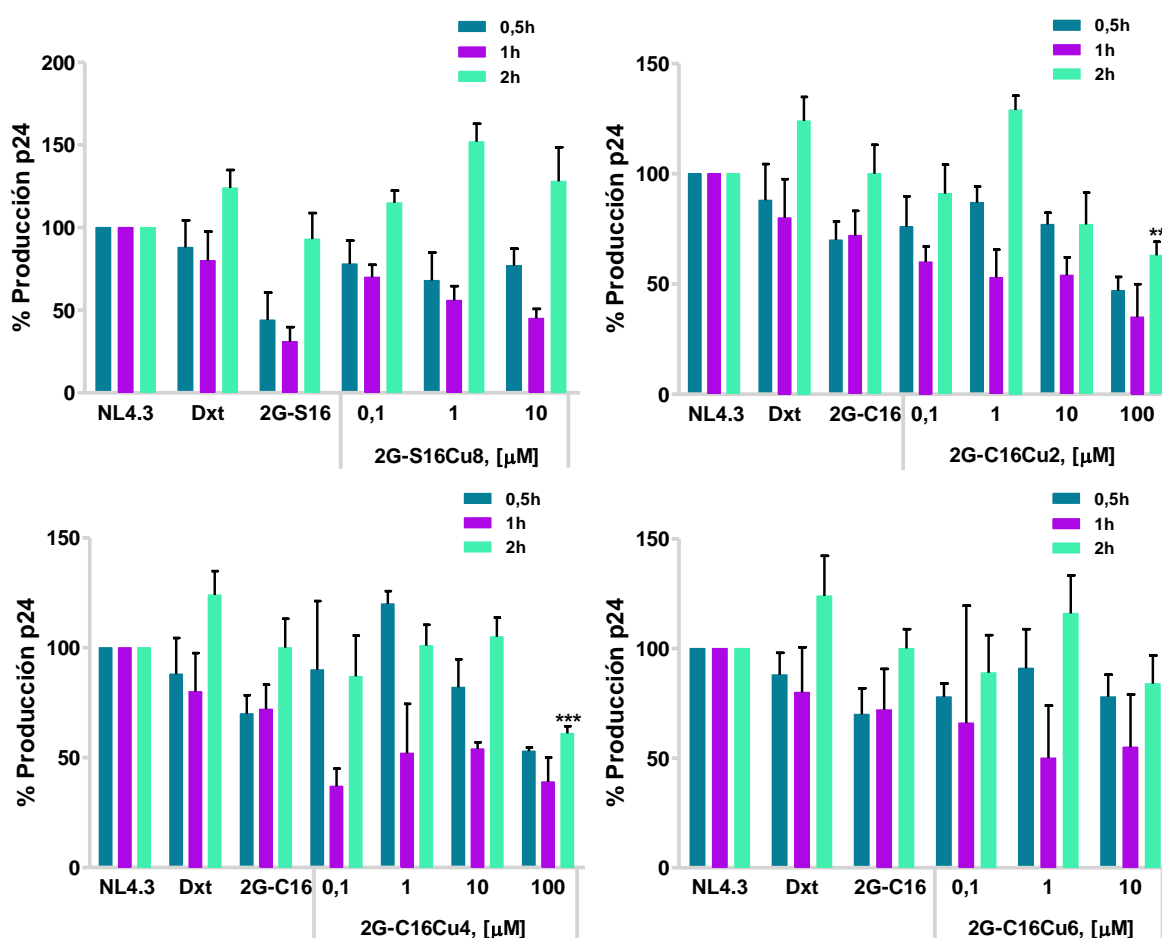 0,5h
1h
2h
% Producción p24
200
150
100
50
0
NL4.3 Dxt 2G-S16 0,1 1 10
2G-S16Cu8, [µM]
0,5h
1h
2h
% Producción p24
150
100
50
0
**
NL4.3 Dxt 2G-C16 0,1 1 10 100
2G-C16Cu2, [µM]
0,5h
1h
2h
% Producción p24
150
100
50
0
***
NL4.3 Dxt 2G-C16 0,1 1 10 100
2G-C16Cu4, [µM]
0,5h
1h
2h
% Producción p24
150
100
50
0
NL4.3 Dxt 2G-C16 0,1 1 10
2G-C16Cu6, [µM]